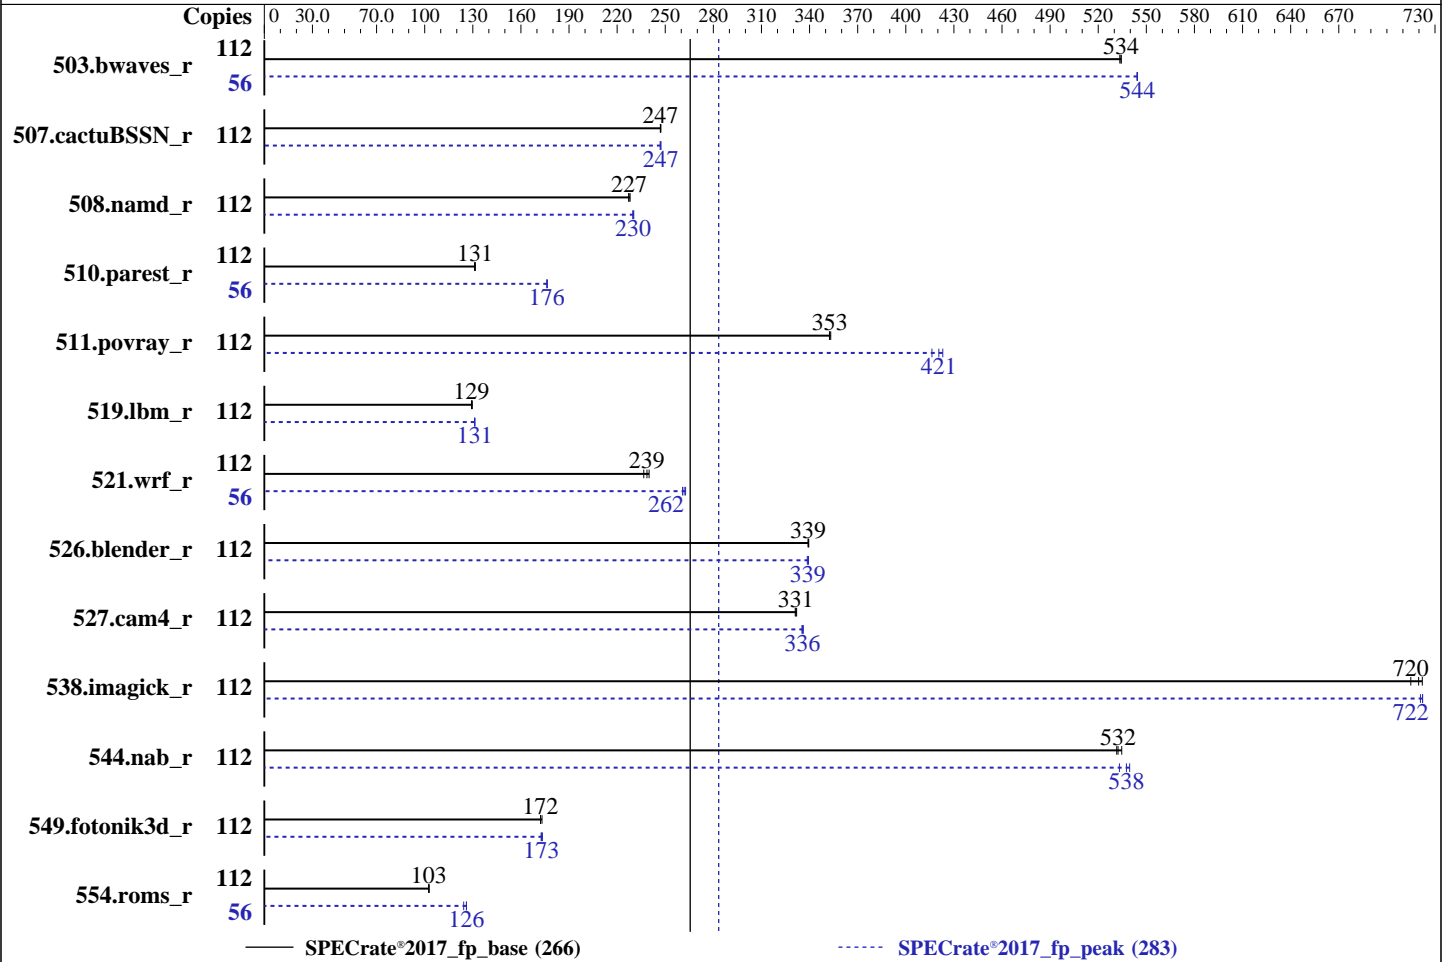 Copies 0 30.0 70.0 100 130 160 190 220 250 280 310 340 370 400 430 460 490 520 550 580 610 640 670 730
503.bwaves_r 112 534
56 544
507.cactuBSSN_r 112 247
247
508.namd_r 112 227
230
510.parest_r 112 131
56 176
511.povray_r 112 353
421
519.lbm_r 112 129
131
521.wrf_r 112 239
56 262
526.blender_r 112 339
339
527.cam4_r 112 331
336
538.imagick_r 112 720
722
544.nab_r 112 532
538
549.fotonik3d_r 112 172
173
554.roms_r 112 103
56 126
SPECrate®2017_fp_base (266) SPECrate®2017_fp_peak (283)